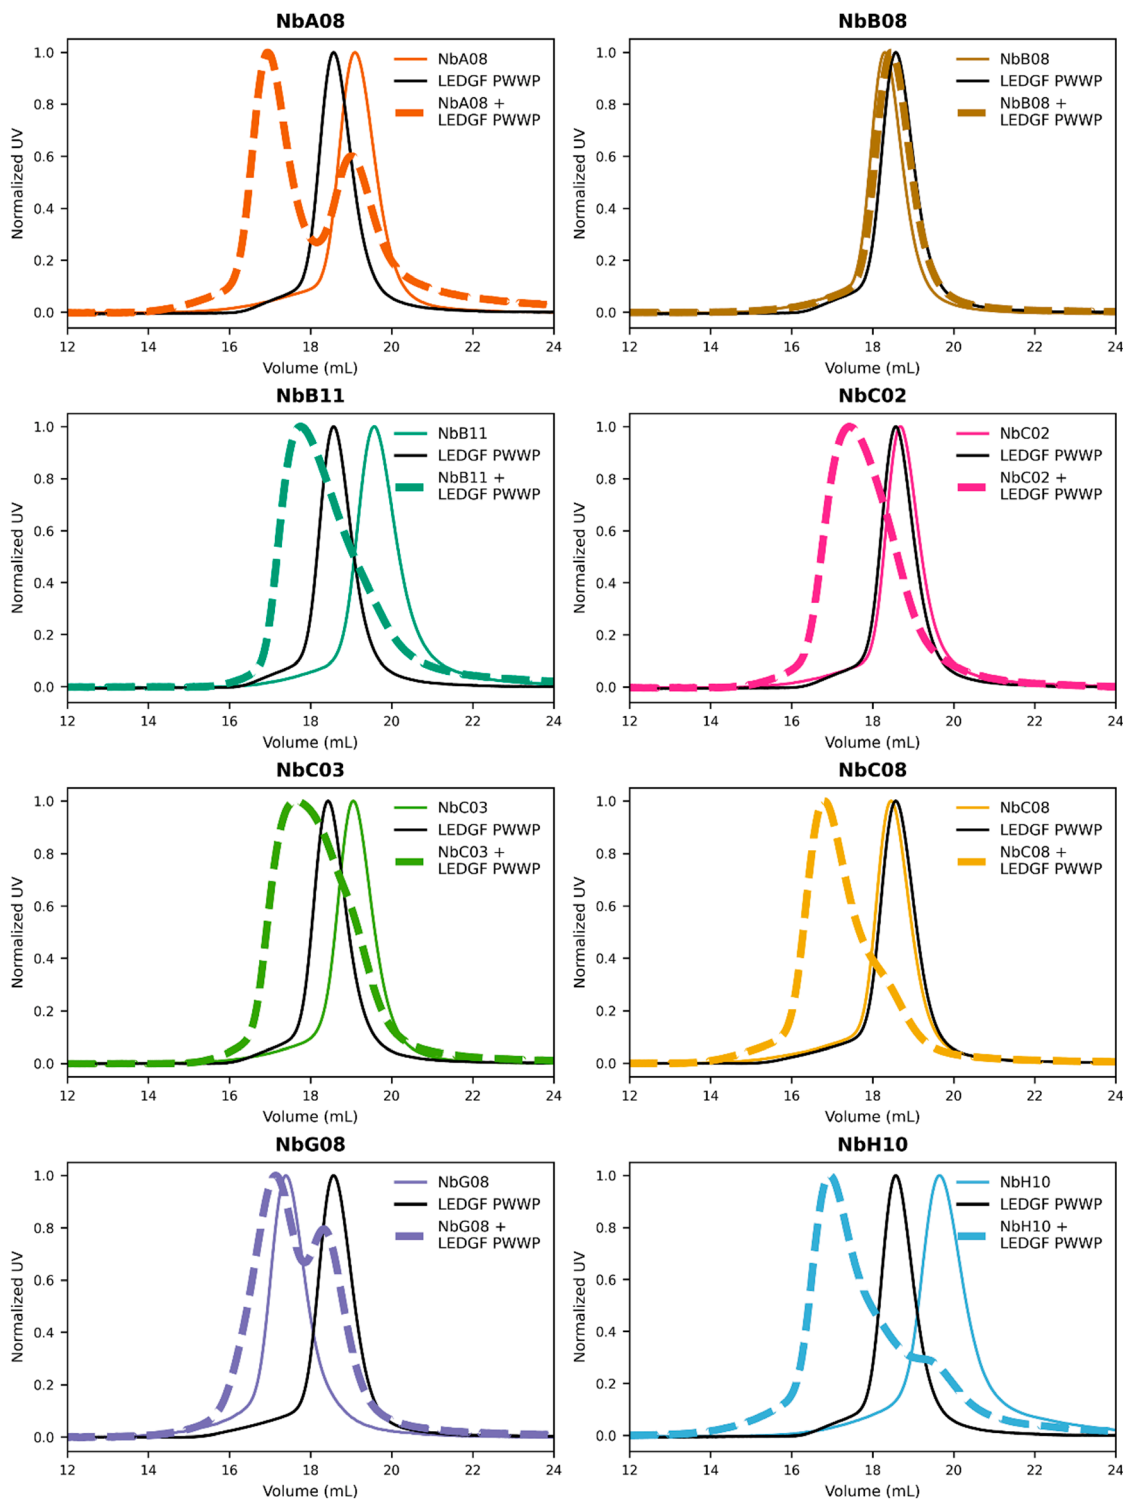 NbA08
NbA08
LEDGF PWWP
NbA08 +
LEDGF PWWP
Normalized UV
1.0
0.8
0.6
0.4
0.2
0.0
12 14 16 18 20 22 24
Volume (mL)
NbB08
NbB08
LEDGF PWWP
NbB08 +
LEDGF PWWP
Normalized UV
1.0
0.8
0.6
0.4
0.2
0.0
12 14 16 18 20 22 24
Volume (mL)
NbB11
NbB11
LEDGF PWWP
NbB11 +
LEDGF PWWP
Normalized UV
1.0
0.8
0.6
0.4
0.2
0.0
12 14 16 18 20 22 24
Volume (mL)
NbC02
NbC02
LEDGF PWWP
NbC02 +
LEDGF PWWP
Normalized UV
1.0
0.8
0.6
0.4
0.2
0.0
12 14 16 18 20 22 24
Volume (mL)
NbC03
NbC03
LEDGF PWWP
NbC03 +
LEDGF PWWP
Normalized UV
1.0
0.8
0.6
0.4
0.2
0.0
12 14 16 18 20 22 24
Volume (mL)
NbC08
NbC08
LEDGF PWWP
NbC08 +
LEDGF PWWP
Normalized UV
1.0
0.8
0.6
0.4
0.2
0.0
12 14 16 18 20 22 24
Volume (mL)
NbG08
NbG08
LEDGF PWWP
NbG08 +
LEDGF PWWP
Normalized UV
1.0
0.8
0.6
0.4
0.2
0.0
12 14 16 18 20 22 24
Volume (mL)
NbH10
NbH10
LEDGF PWWP
NbH10 +
LEDGF PWWP
Normalized UV
1.0
0.8
0.6
0.4
0.2
0.0
12 14 16 18 20 22 24
Volume (mL)